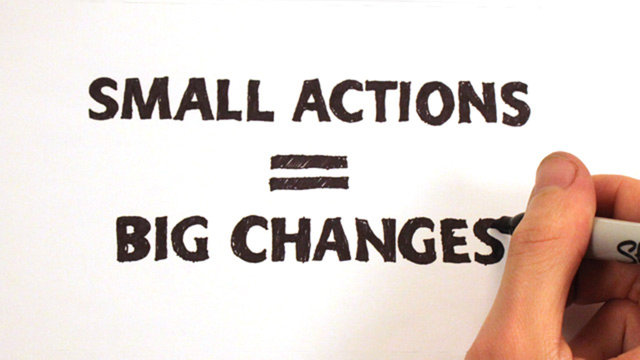 SMALL ACTIONS
=
BIG CHANGES